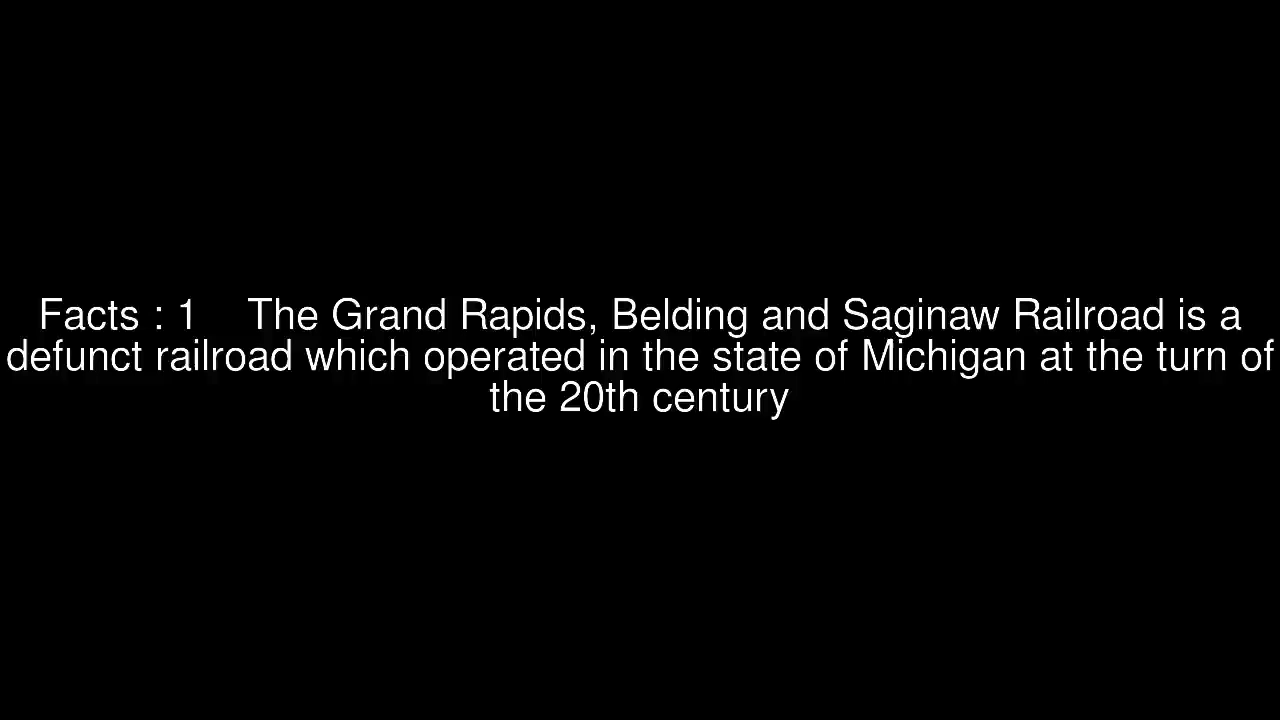 Facts : 1    The Grand Rapids, Belding and Saginaw Railroad is a
defunct railroad which operated in the state of Michigan at the turn of
the 20th century